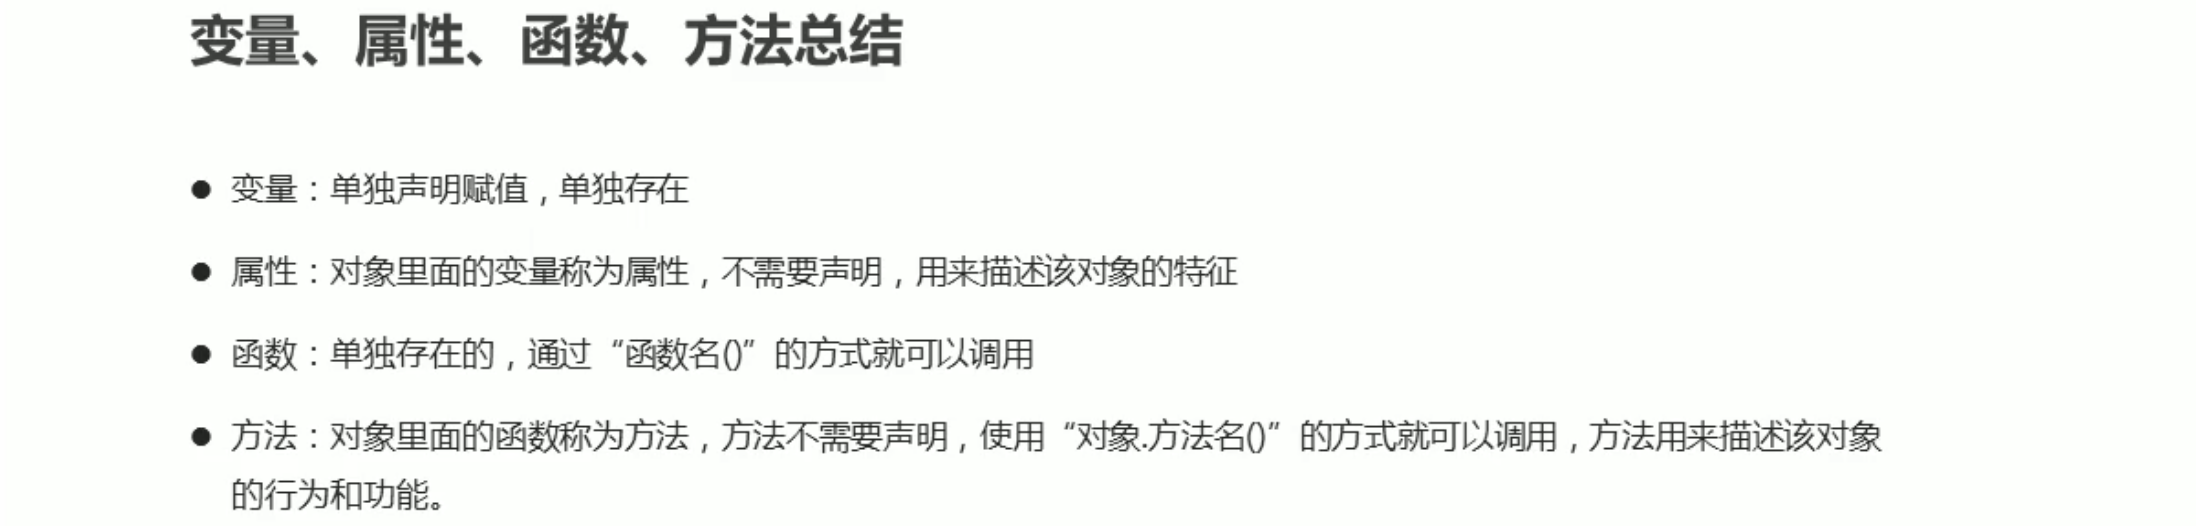 变量、属性、函数、方法总结
● 变量：单独声明赋值，单独存在
● 属性：对象里面的变量称为属性，不需要声明，用来描述该对象的特征
● 函数：单独存在的，通过“函数名()”的方式就可以调用
● 方法：对象里面的函数称为方法，方法不需要声明，使用“对象.方法名()”的方式就可以调用，方法用来描述该对象
的行为和功能。